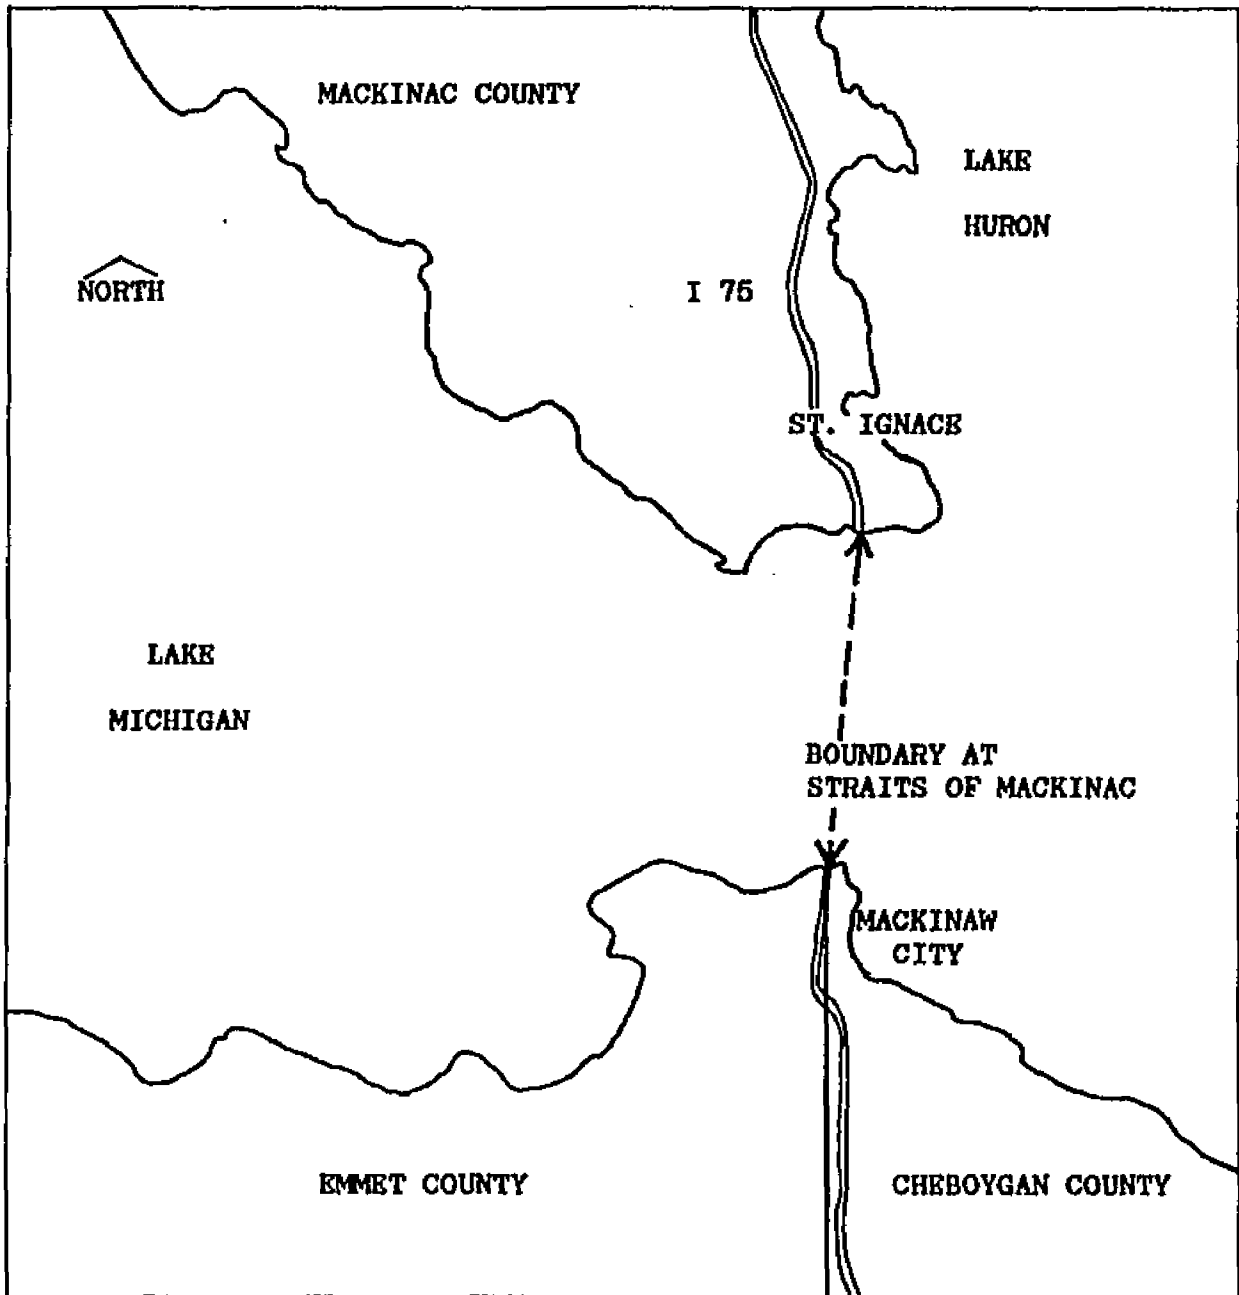 MACKINAC COUNTY
LAKE
HURON
NORTH
I 75
ST. IGNACE
LAKE
MICHIGAN
BOUNDARY AT
STRAITS OF MACKINAC
MACKINAW
CITY
EMMET COUNTY
CHEBOYGAN COUNTY